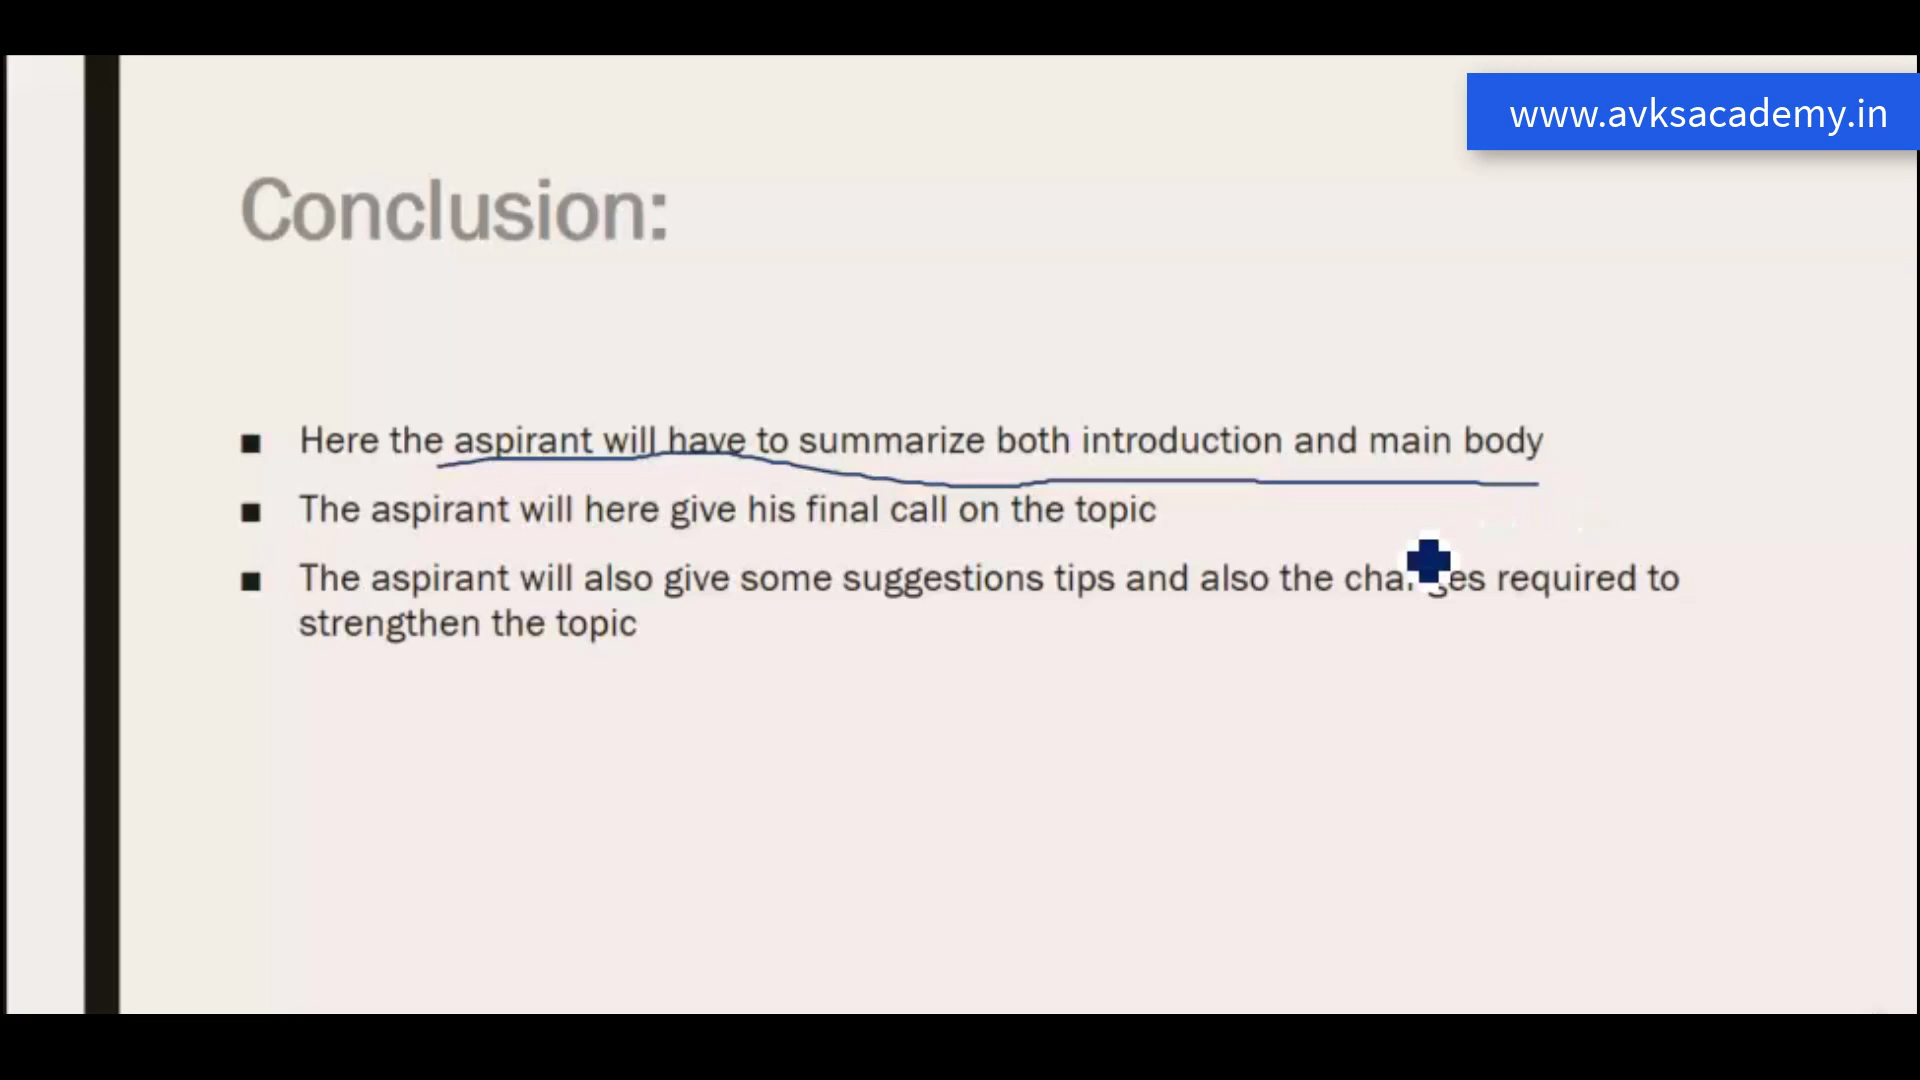 www.avksacademy.in
Conclusion:
■ Here the aspirant will have to summarize both introduction and main body
■ The aspirant will here give his final call on the topic
■ The aspirant will also give some suggestions tips and also the changes required to
strengthen the topic